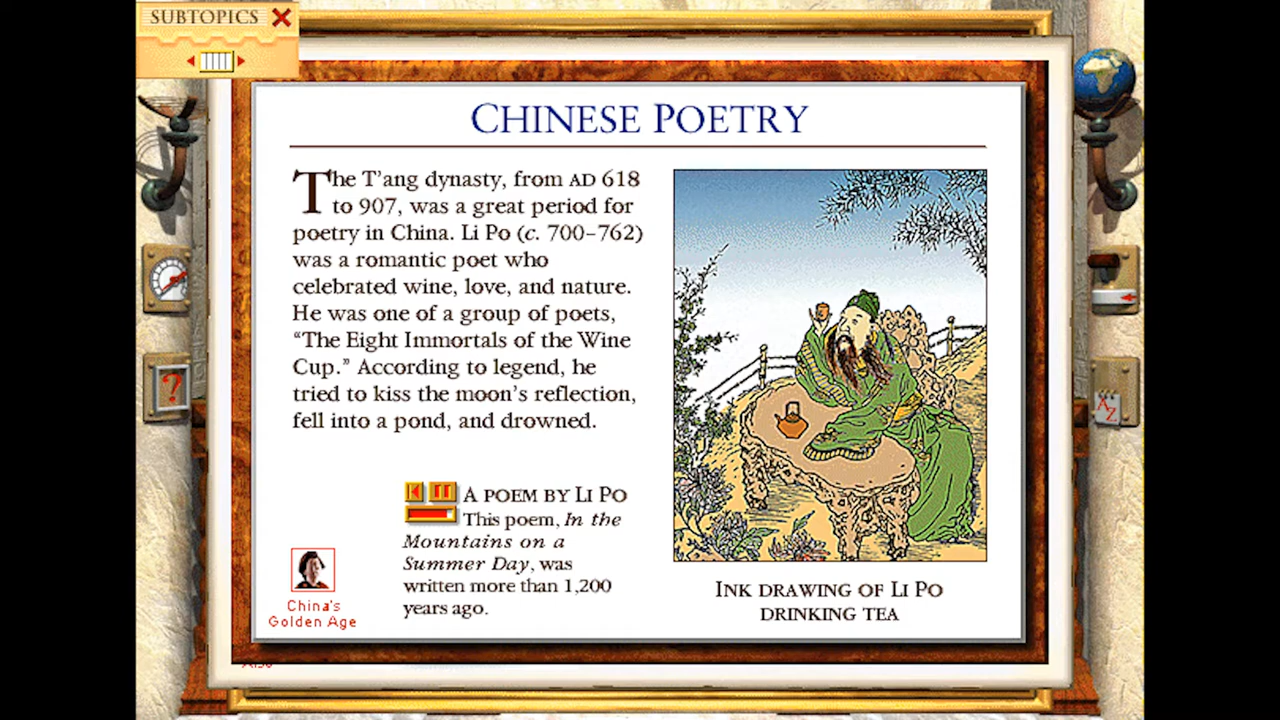 SUBTOPICS
CHINESE POETRY
The T'ang dynasty, from AD 618
to 907, was a great period for
poetry in China. Li Po (c. 700–762)
was a romantic poet who
celebrated wine, love, and nature.
He was one of a group of poets,
“The Eight Immortals of the Wine
Cup.” According to legend, he
tried to kiss the moon's reflection,
fell into a pond, and drowned.
A POEM BY LI PO
This poem, In the
Mountains on a
Summer Day, was
written more than 1,200
years ago.
China's
Golden Age
INK DRAWING OF LI PO
DRINKING TEA
?
A
Z